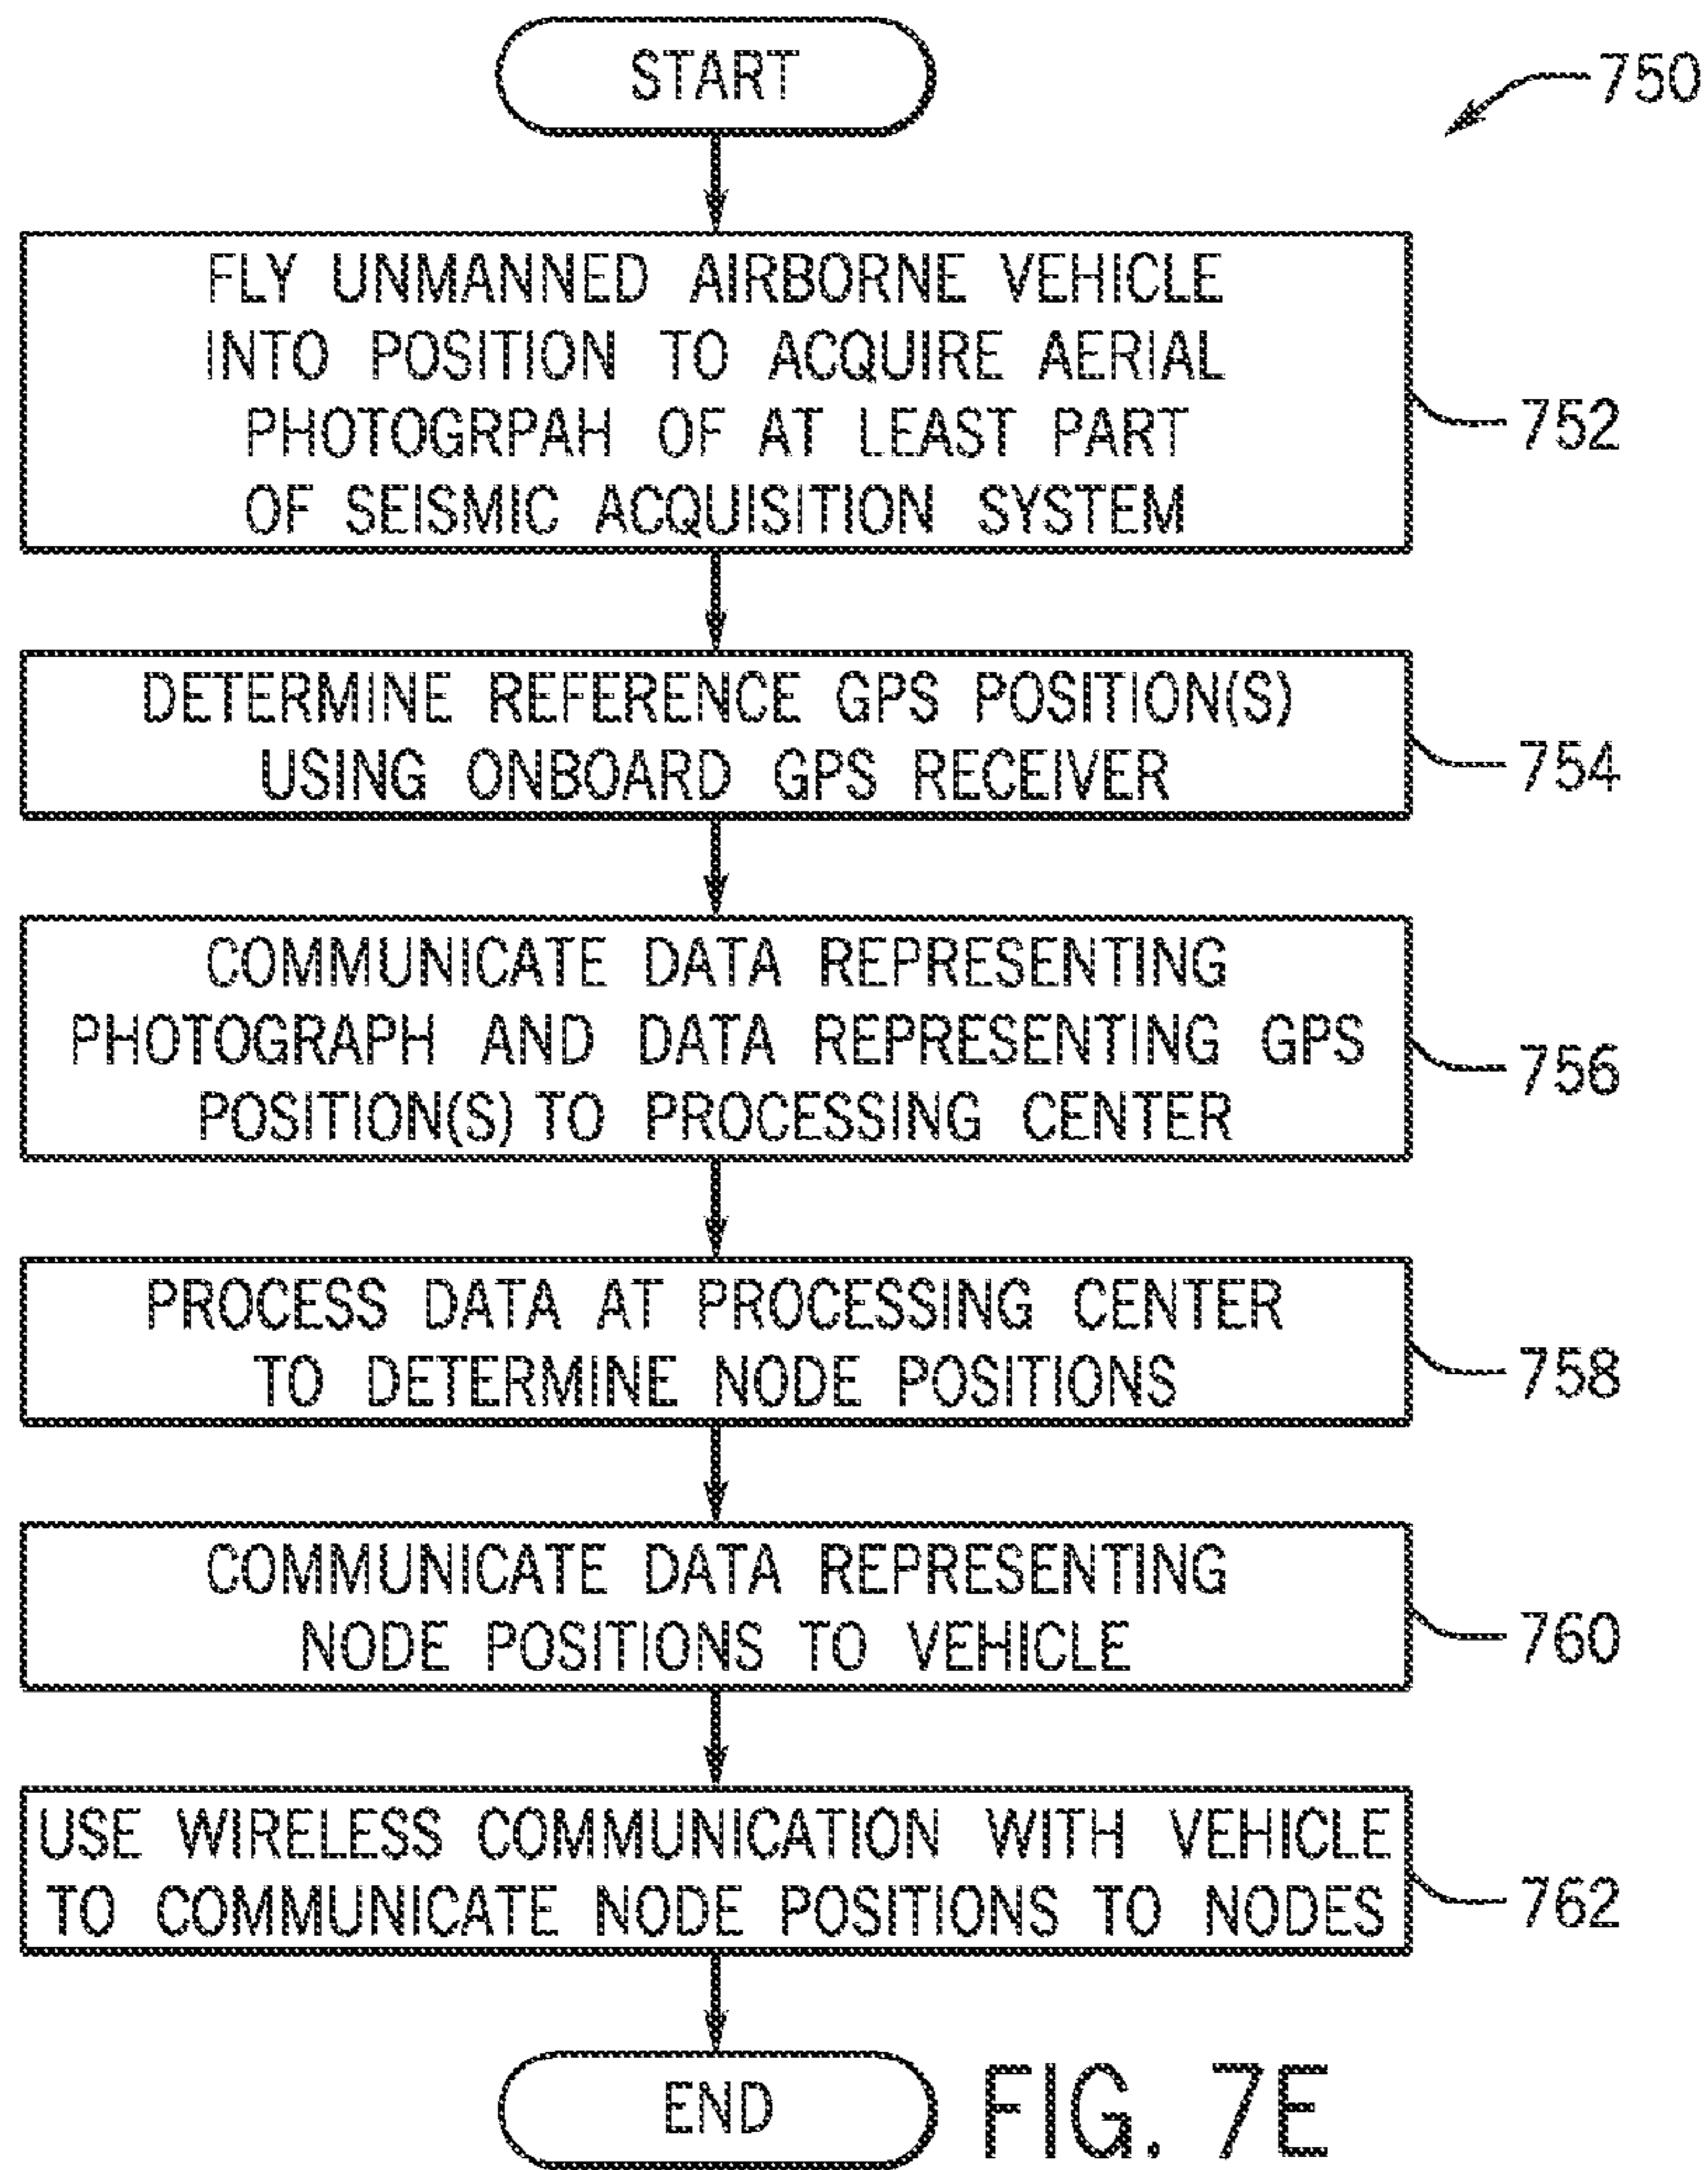 START
750
FLY UNMANNED AIRBORNE VEHICLE
INTO POSITION TO ACQUIRE AERIAL
PHOTOGRPAH OF AT LEAST PART
OF SEISMIC ACQUISITION SYSTEM
752
DETERMINE REFERENCE GPS POSITION(S)
USING ONBOARD GPS RECEIVER
754
COMMUNICATE DATA REPRESENTING
PHOTOGRAPH AND DATA REPRESENTING GPS
POSITION(S) TO PROCESSING CENTER
756
PROCESS DATA AT PROCESSING CENTER
TO DETERMINE NODE POSITIONS
758
COMMUNICATE DATA REPRESENTING
NODE POSITIONS TO VEHICLE
760
USE WIRELESS COMMUNICATION WITH VEHICLE
TO COMMUNICATE NODE POSITIONS TO NODES
762
END
FIG. 7E